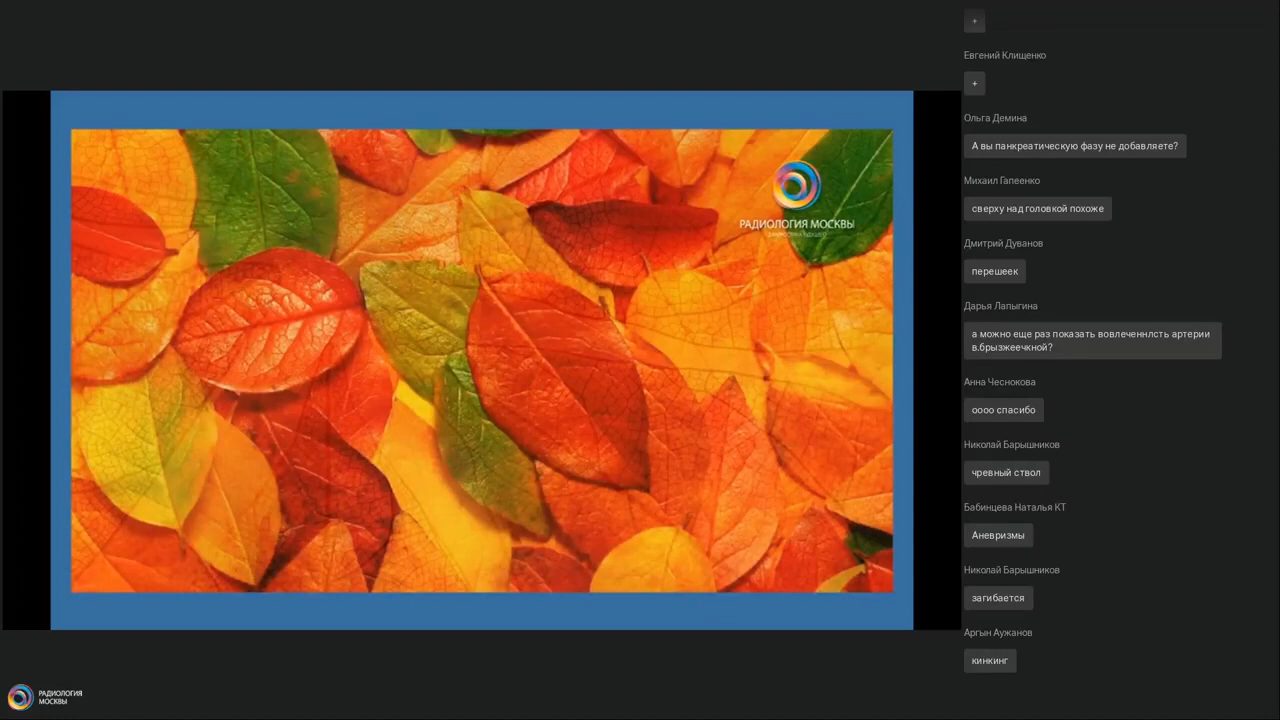 РАДИОЛОГИЯ МОСКВЫ
РАДИОЛОГИЯ
МОСКВЫ
+
Евгений Клищенко
+
Ольга Демина
А вы панкреатическую фазу не добавляете?
Михаил Гапеенко
сверху над головкой похоже
Дмитрий Дуванов
перешеек
Дарья Лапыгина
а можно еще раз показать вовлеченнлсть артерии
в.брызжеечкной?
Анна Чеснокова
оооо спасибо
Николай Барышников
чревный ствол
Бабинцева Наталья КТ
Аневризмы
Николай Барышников
загибается
Аргын Аужанов
кинкинг